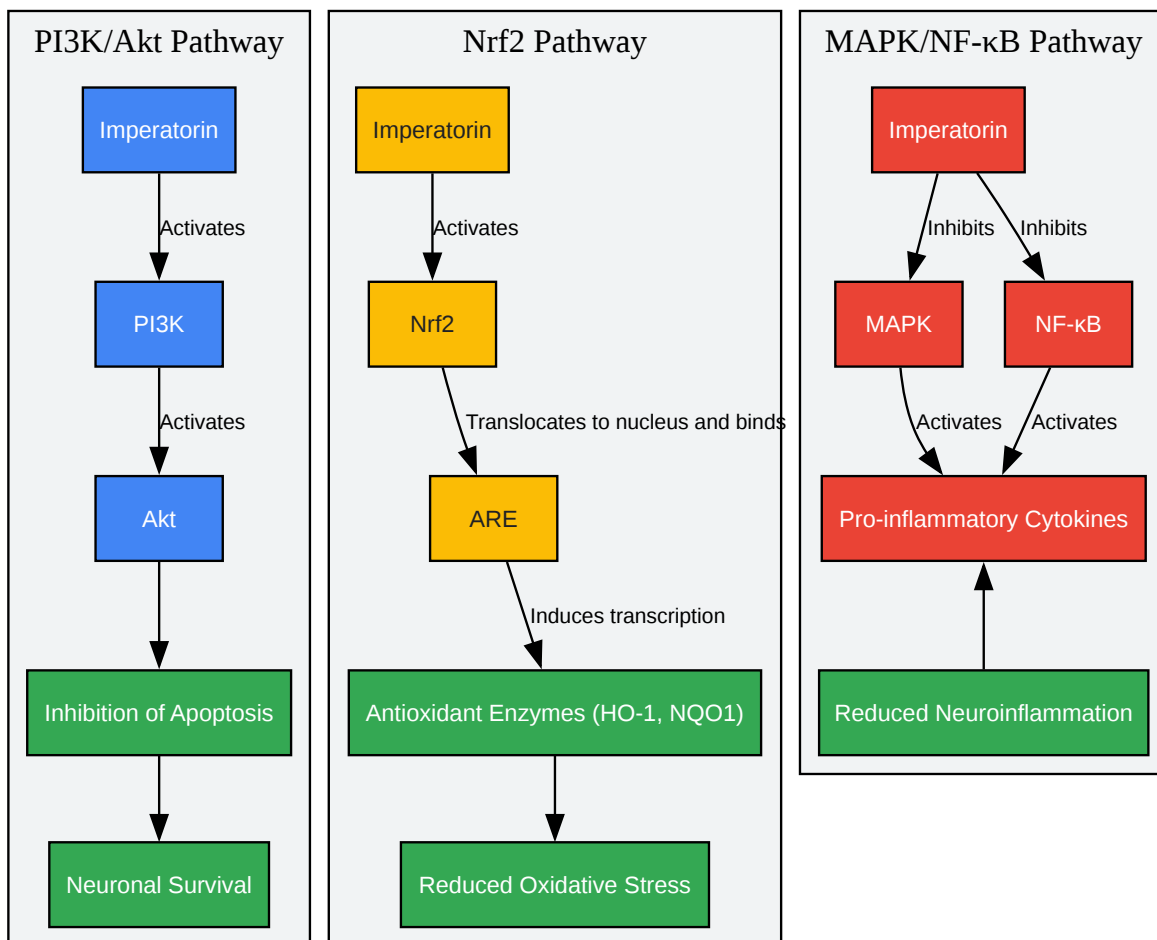 PI3K/Akt Pathway
Imperatorin
Activates
PI3K
Activates
Akt
Inhibition of Apoptosis
Neuronal Survival
Nrf2 Pathway
Imperatorin
Activates
Nrf2
Translocates to nucleus and binds
ARE
Induces transcription
Antioxidant Enzymes (HO-1, NQO1)
Reduced Oxidative Stress
MAPK/NF-κB Pathway
Imperatorin
Inhibits
Inhibits
MAPK
NF-κB
Activates
Activates
Pro-inflammatory Cytokines
Reduced Neuroinflammation